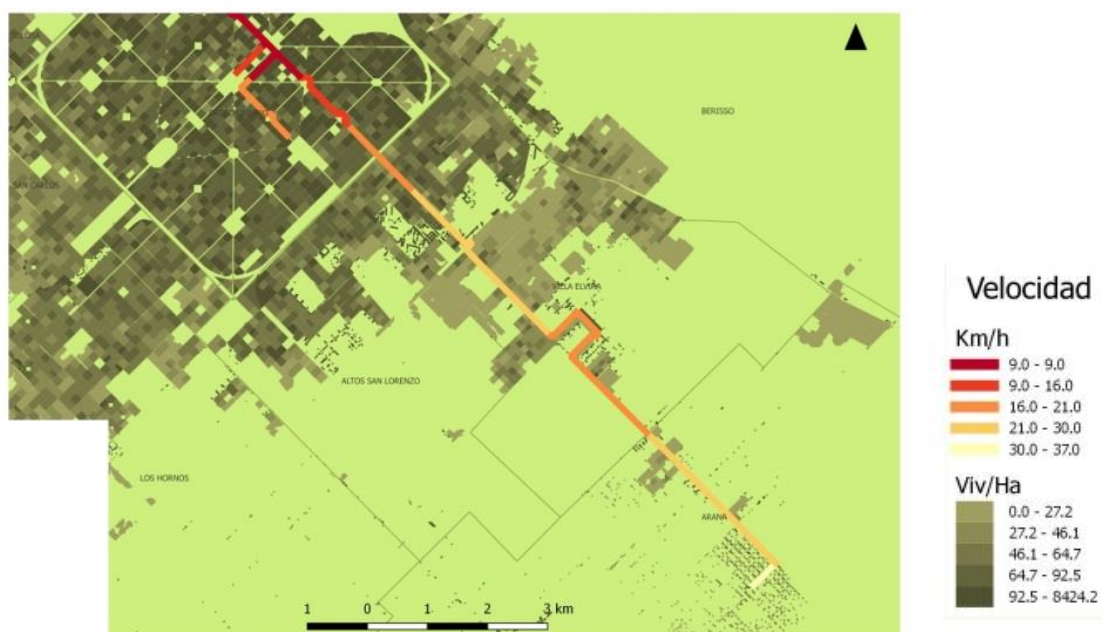 BERISSO
SAN CARLOS
VILLA ELVIRA
ALTOS SAN LORENZO
LOS HORNOS
ARANA
1 0 1 2 3 km
Velocidad
Km/h
9.0 - 9.0
9.0 - 16.0
16.0 - 21.0
21.0 - 30.0
30.0 - 37.0
Viv/Ha
0.0 - 27.2
27.2 - 46.1
46.1 - 64.7
64.7 - 92.5
92.5 - 8424.2